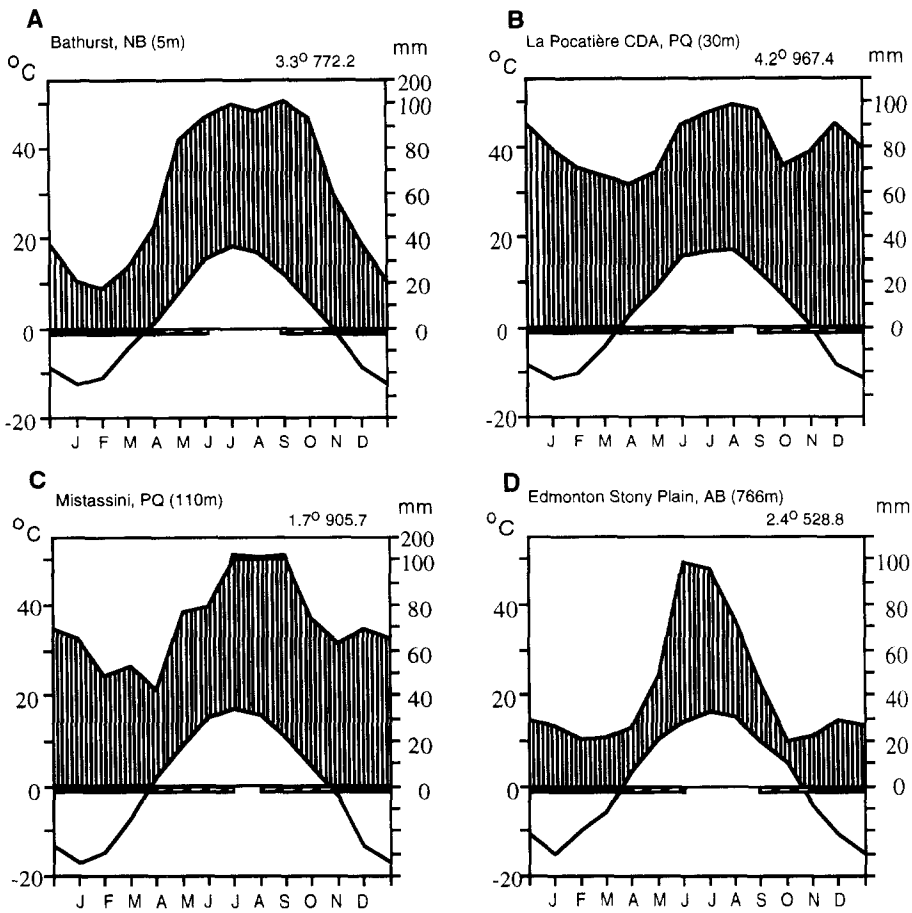 A
Bathurst, NB (5m)
°C
3.3° 772.2
mm
200
100
80
60
40
20
0
40
20
0
-20
J F M A M J J A S O N D
B
La Pocatière CDA, PQ (30m)
°C
4.2° 967.4
mm
100
80
60
40
20
0
40
20
0
-20
J F M A M J J A S O N D
C
Mistassini, PQ (110m)
°C
1.7° 905.7
mm
200
100
80
60
40
20
0
40
20
0
-20
J F M A M J J A S O N D
D
Edmonton Stony Plain, AB (766m)
°C
2.4° 528.8
mm
100
80
60
40
20
0
40
20
0
-20
J F M A M J J A S O N D